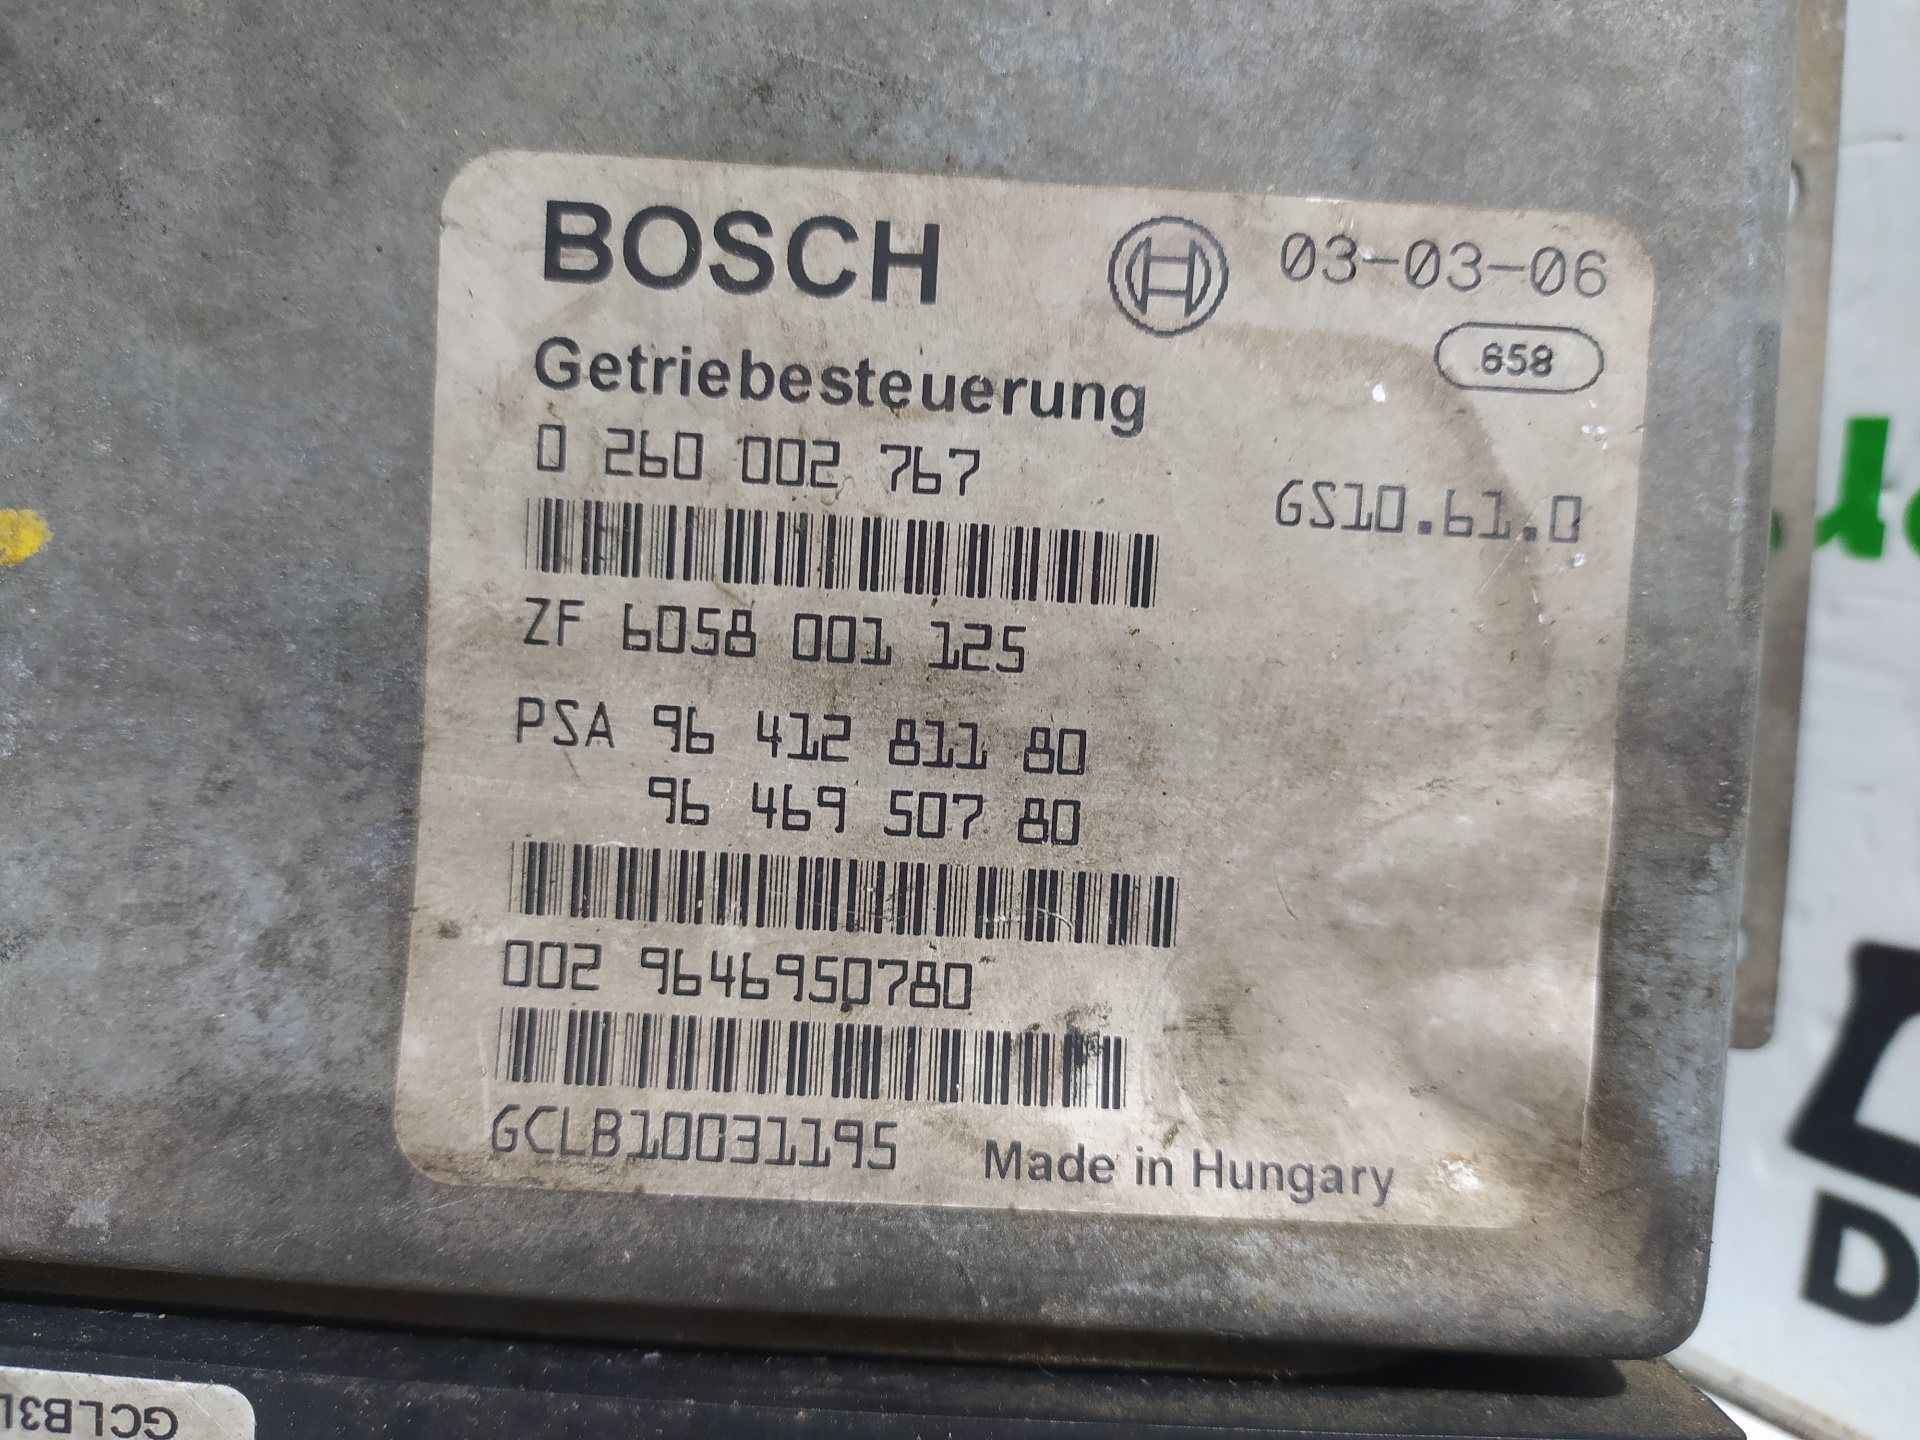 BOSCH 03-03-06
658
Getriebesteuerung
0 260 002 767
GS10.61.0
ZF 6058 001 125
PSA 96 412 811 80
96 469 507 80
002 9646950780
GCLB10031195 Made in Hungary
GCLB31
D